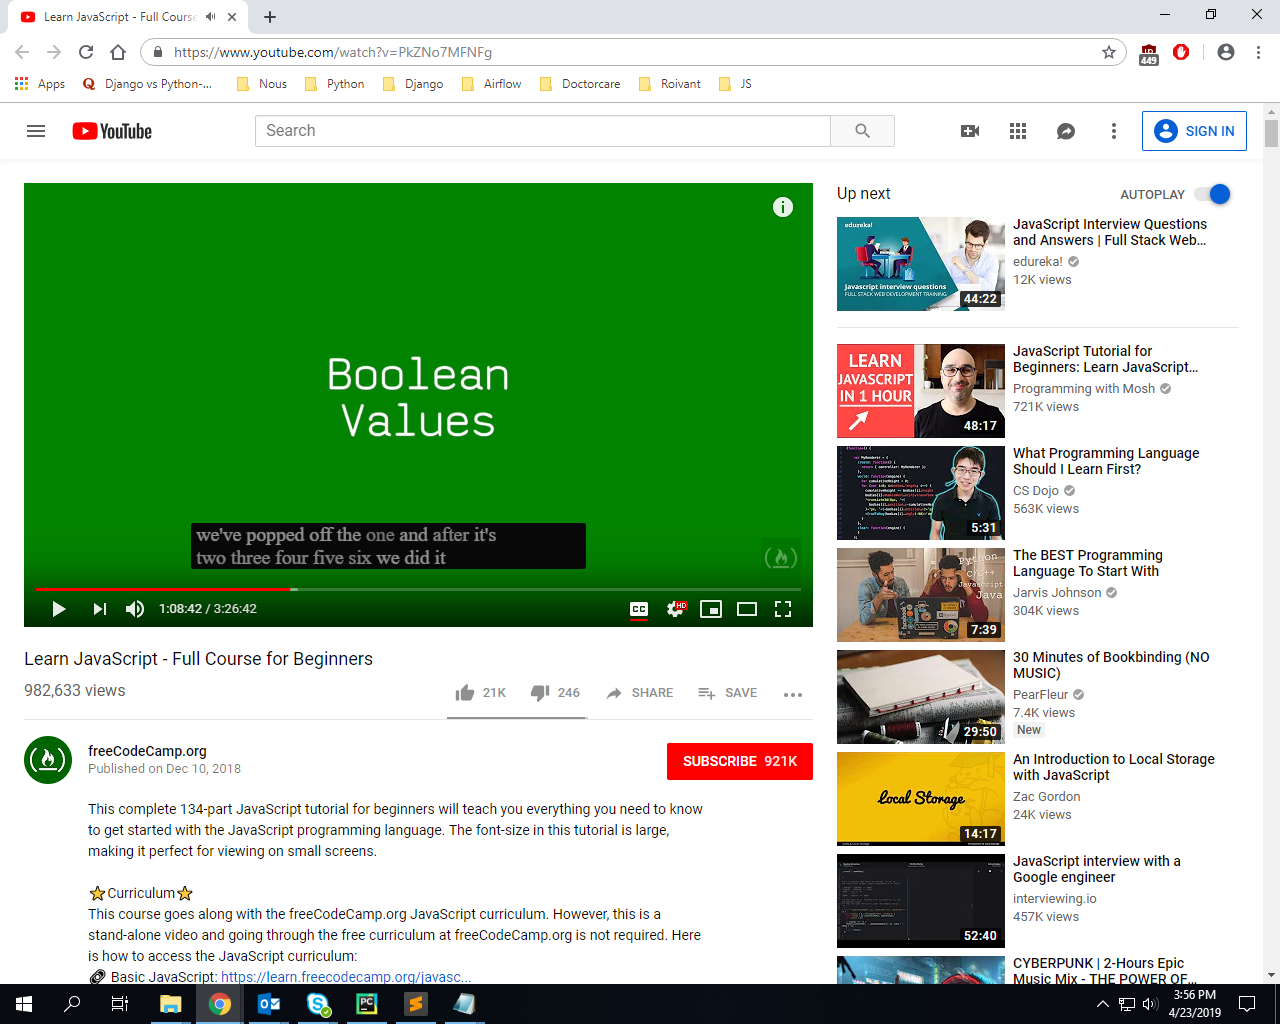 Learn JavaScript - Full Course
https://www.youtube.com/watch?v=PkZNo7MFNFg
449
Apps
Django vs Python-...
Nous
Python
Django
Airflow
Doctorcare
Roivant
JS
YouTube
Search
SIGN IN
Boolean
Values
we've popped off the one and after it's
two three four five six we did it
1:08:42 / 3:26:42
CC
HD
Learn JavaScript - Full Course for Beginners
982,633 views
21K
246
SHARE
SAVE
freeCodeCamp.org
Published on Dec 10, 2018
SUBSCRIBE 921K
This complete 134-part JavaScript tutorial for beginners will teach you everything you need to know
to get started with the JavaScript programming language. The font-size in this tutorial is large,
making it perfect for viewing on small screens.
⭐Curriculum⭐
This course goes along with the freeCodeCamp.org JavaScript curriculum. However, this is a
stand-alone video and going through the free curriculum at freeCodeCamp.org is not required. Here
is how to access the JavaScript curriculum:
🔗 Basic JavaScript: https://learn.freecodecamp.org/javasc...
Up next
AUTOPLAY
edureka!
Javascript interview questions
FULL STACK WEB DEVELOPMENT TRAINING
44:22
JavaScript Interview Questions
and Answers | Full Stack Web...
edureka!
12K views
LEARN
JAVASCRIPT
IN 1 HOUR
48:17
JavaScript Tutorial for
Beginners: Learn JavaScript...
Programming with Mosh
721K views
5:31
What Programming Language
Should I Learn First?
CS Dojo
563K views
Python
C/C++
JavaScript
Java
7:39
The BEST Programming
Language To Start With
Jarvis Johnson
304K views
29:50
30 Minutes of Bookbinding (NO
MUSIC)
PearFleur
7.4K views
New
Local Storage
14:17
An Introduction to Local Storage
with JavaScript
Zac Gordon
24K views
52:40
JavaScript interview with a
Google engineer
interviewing.io
457K views
CYBERPUNK | 2-Hours Epic
Music Mix - THE POWER OF...
3:56 PM
4/23/2019